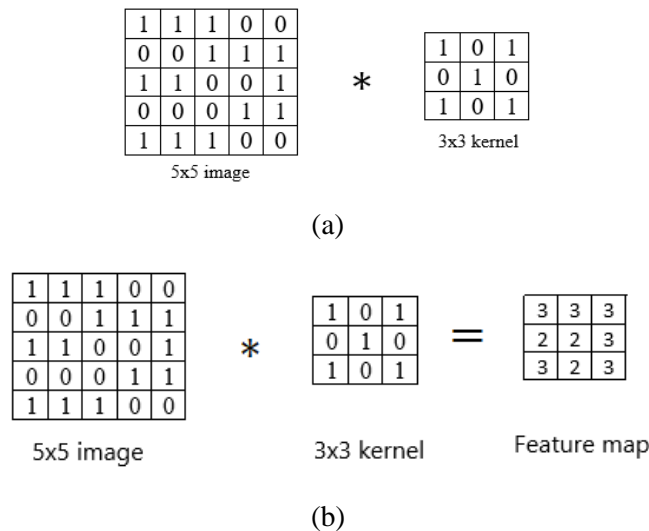 1 1 1 0 0
0 0 1 1 1
1 1 0 0 1
0 0 0 1 1
1 1 1 0 0
5x5 image
*
1 0 1
0 1 0
1 0 1
3x3 kernel
(a)
1 1 1 0 0
0 0 1 1 1
1 1 0 0 1
0 0 0 1 1
1 1 1 0 0
5x5 image
*
1 0 1
0 1 0
1 0 1
3x3 kernel
=
3 3 3
2 2 3
3 2 3
Feature map
(b)